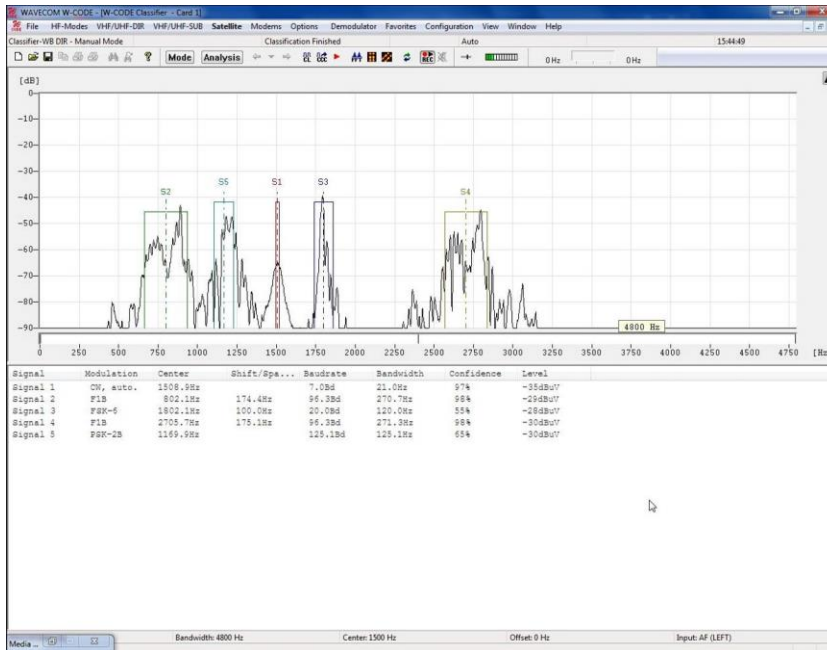 WAVECOM W-CODE - [W-CODE Classifier - Card 1]
File HF-Modes VHF/UHF-DIR VHF/UHF-SUB Satellite Modems Options Demodulator Favorites Configuration View Window Help
Classifier-WB DIR - Manual Mode Classification Finished Auto 15:44:49
Mode Analysis REC 0 Hz 0 Hz
[dB]
0
-10
-20
-30
S2 S5 S1 S3 S4
-40
-50
-60
-70
-80
-90 4800 Hz
0 250 500 750 1000 1250 1500 1750 2000 2250 2500 2750 3000 3250 3500 3750 4000 4250 4500 4750 [Hz
Signal Modulation Center Shift/Spa... Baudrate Bandwidth Confidence Level
Signal 1 CW, auto. 1508.9Hz 7.0Bd 21.0Hz 97% -35dBuV
Signal 2 F1B 802.1Hz 174.4Hz 96.3Bd 270.7Hz 98% -29dBuV
Signal 3 FSK-6 1802.1Hz 100.0Hz 20.0Bd 120.0Hz 55% -28dBuV
Signal 4 F1B 2705.7Hz 175.1Hz 96.3Bd 271.3Hz 98% -30dBuV
Signal 5 PSK-2B 1169.9Hz 125.1Bd 125.1Hz 65% -30dBuV
Media ... Bandwidth: 4800 Hz Center: 1500 Hz Offset: 0 Hz Input: AF (LEFT)